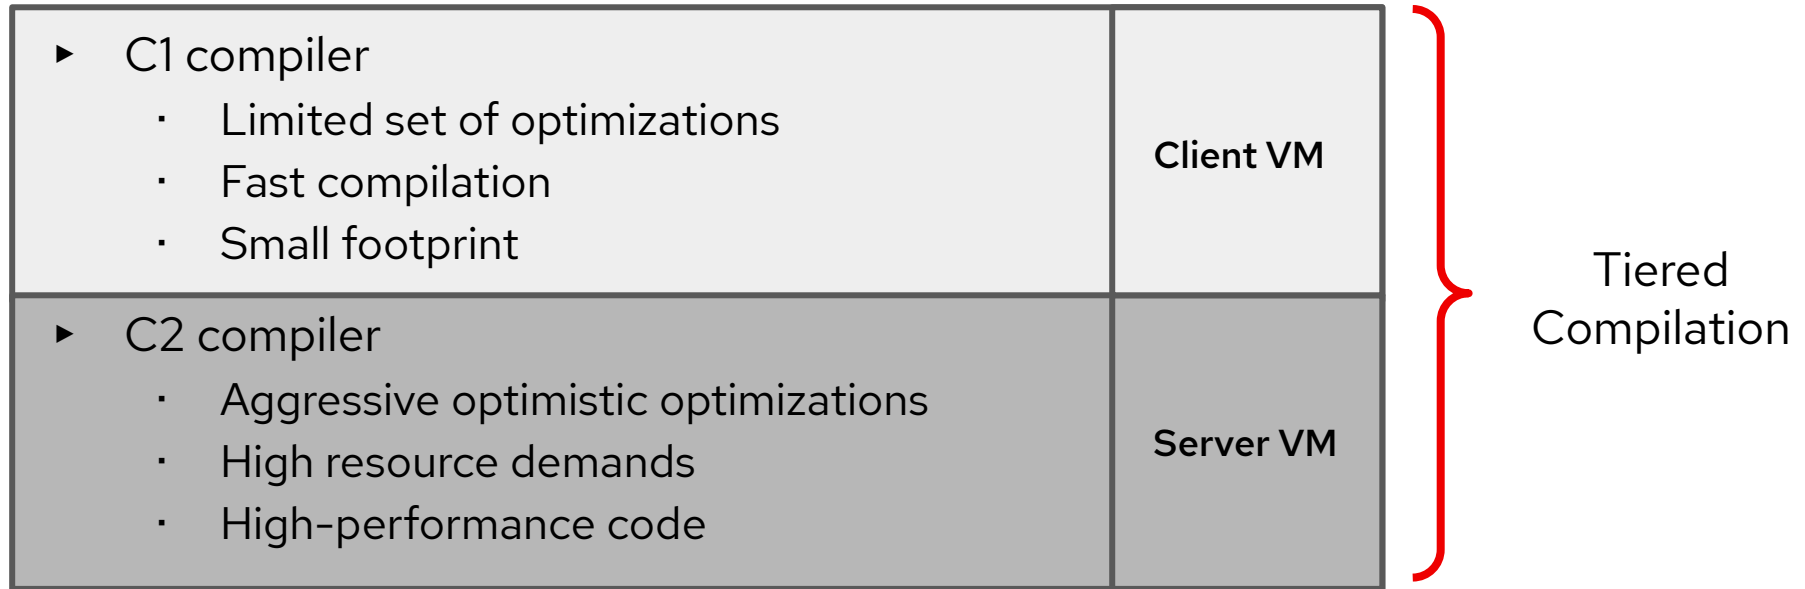 ▸ C1 compiler
· Limited set of optimizations
· Fast compilation
· Small footprint
Client VM
▸ C2 compiler
· Aggressive optimistic optimizations
· High resource demands
· High-performance code
Server VM
Tiered
Compilation